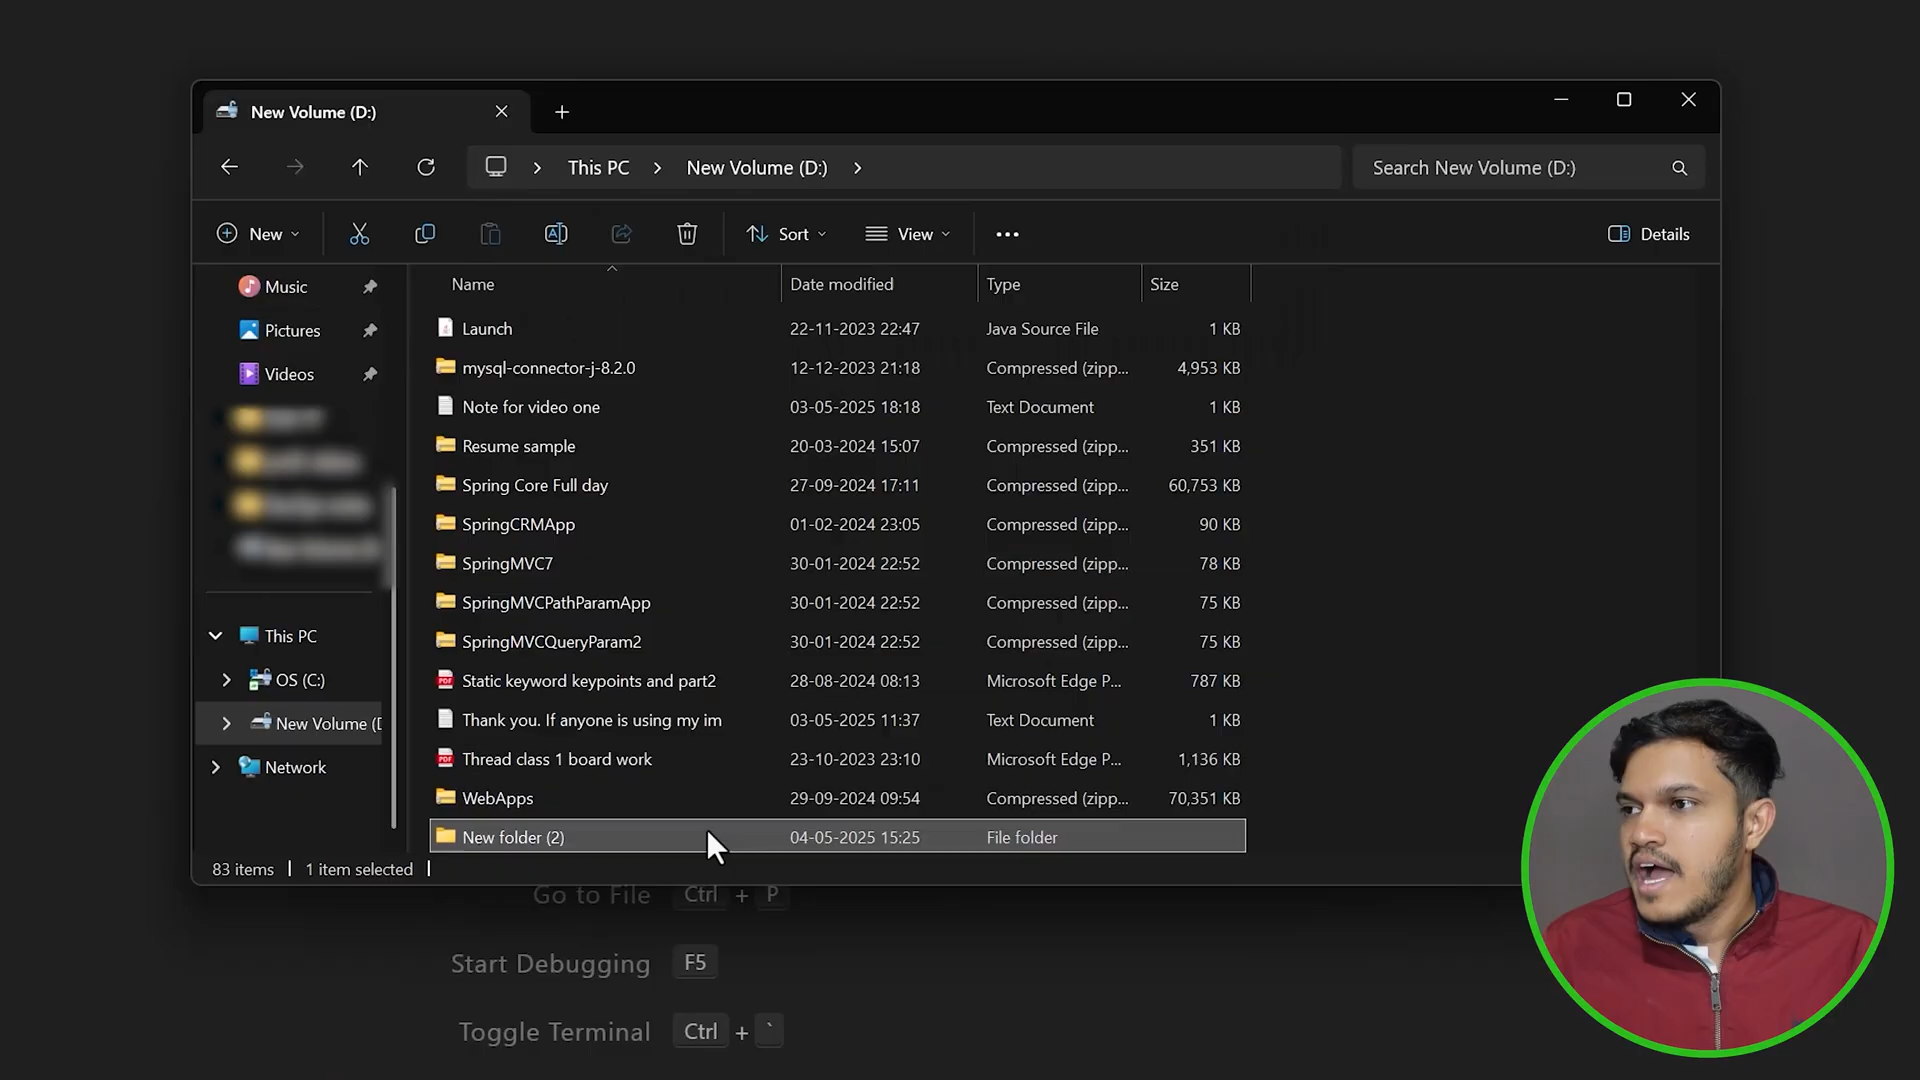 New Volume (D:)
This PC > New Volume (D:) >
Search New Volume (D:)
New
Sort
View
Details
Name Date modified Type Size
Music
Pictures
Videos
This PC
OS (C:)
New Volume (D
Network
Launch 22-11-2023 22:47 Java Source File 1 KB
mysql-connector-j-8.2.0 12-12-2023 21:18 Compressed (zipp... 4,953 KB
Note for video one 03-05-2025 18:18 Text Document 1 KB
Resume sample 20-03-2024 15:07 Compressed (zipp... 351 KB
Spring Core Full day 27-09-2024 17:11 Compressed (zipp... 60,753 KB
SpringCRMApp 01-02-2024 23:05 Compressed (zipp... 90 KB
SpringMVC7 30-01-2024 22:52 Compressed (zipp... 78 KB
SpringMVCPathParamApp 30-01-2024 22:52 Compressed (zipp... 75 KB
SpringMVCQueryParam2 30-01-2024 22:52 Compressed (zipp... 75 KB
Static keyword keypoints and part2 28-08-2024 08:13 Microsoft Edge P... 787 KB
Thank you. If anyone is using my im 03-05-2025 11:37 Text Document 1 KB
Thread class 1 board work 23-10-2023 23:10 Microsoft Edge P... 1,136 KB
WebApps 29-09-2024 09:54 Compressed (zipp... 70,351 KB
New folder (2) 04-05-2025 15:25 File folder
83 items 1 item selected
Go to File Ctrl + P
Start Debugging F5
Toggle Terminal Ctrl + `